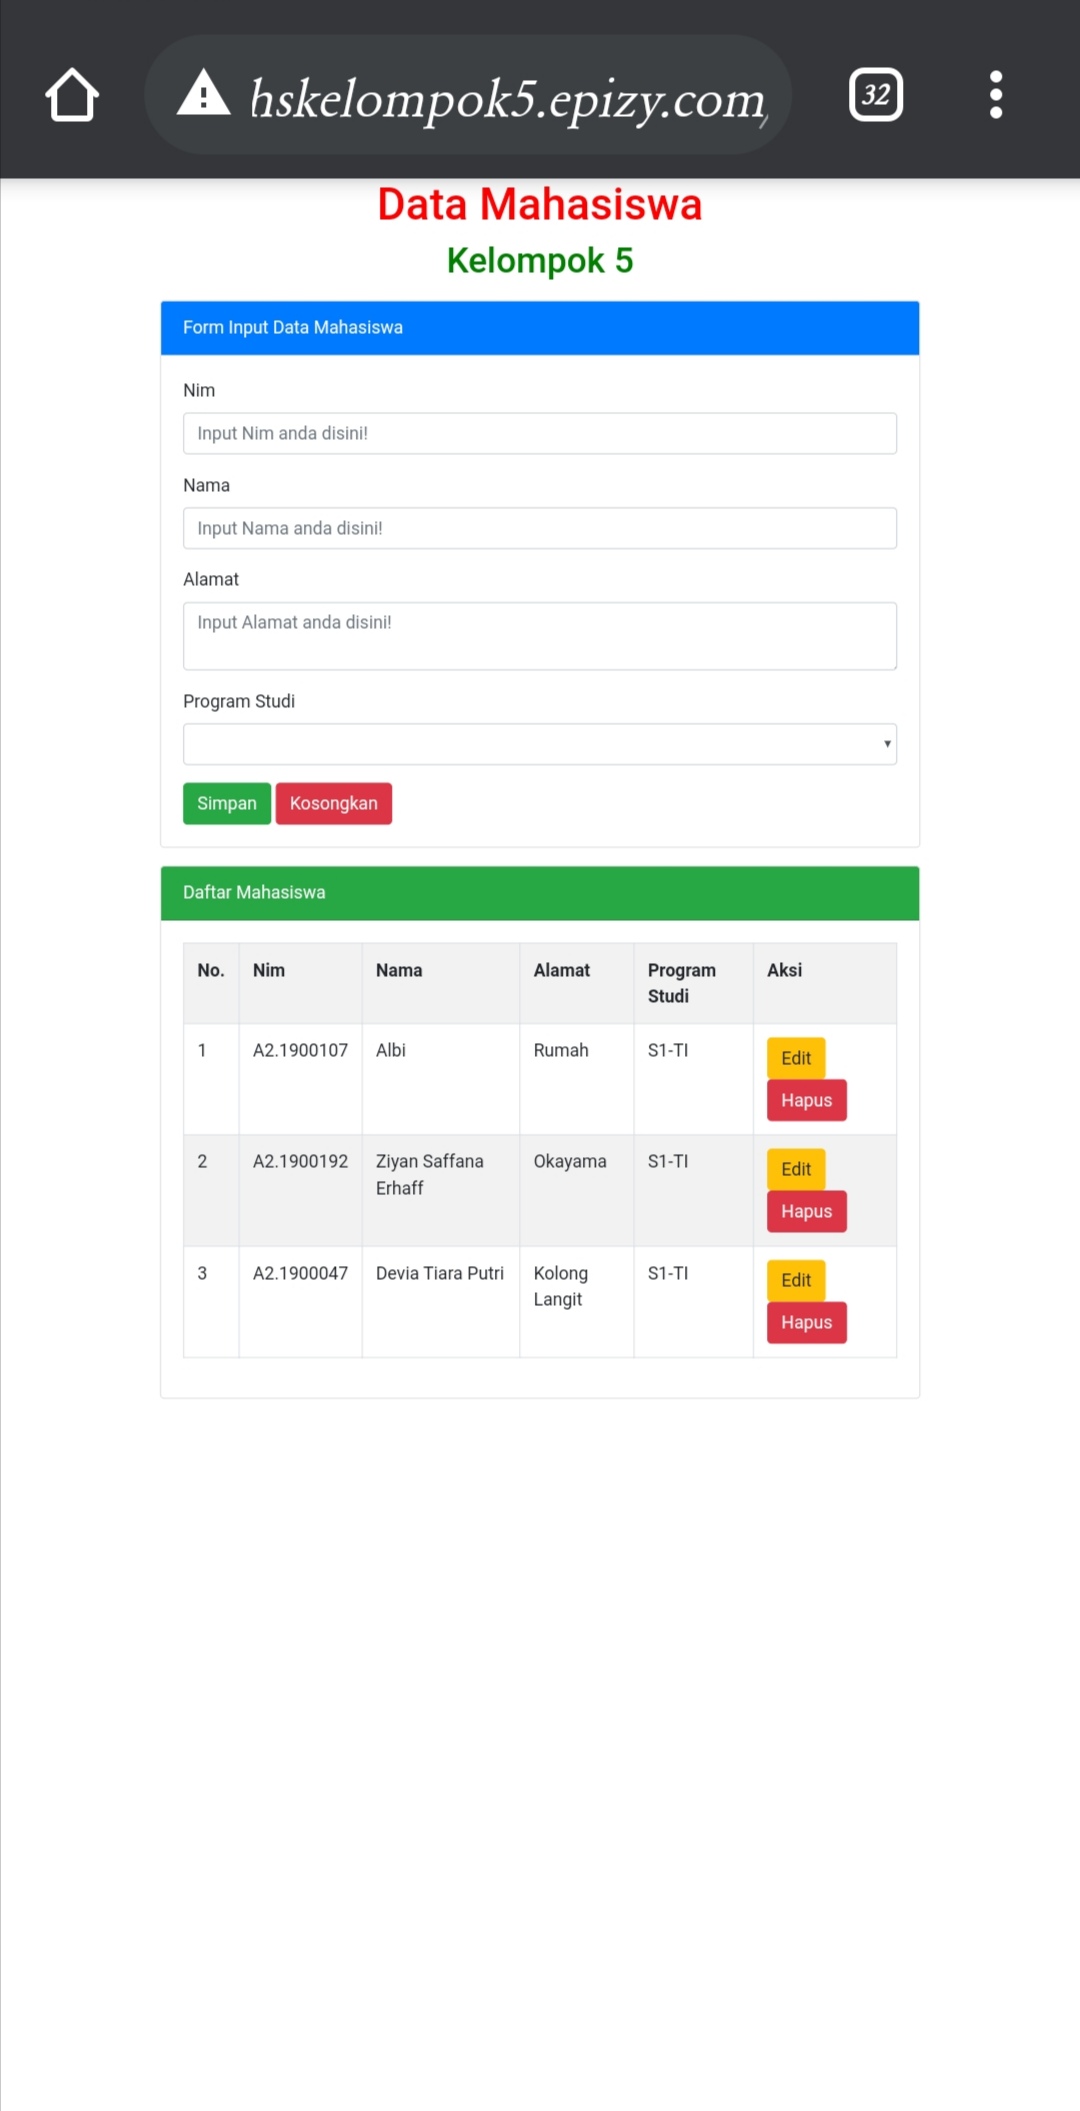 hskelompok5.epizy.com/
32
Data Mahasiswa
Kelompok 5
Form Input Data Mahasiswa
Nim
Input Nim anda disini!
Nama
Input Nama anda disini!
Alamat
Input Alamat anda disini!
Program Studi
Simpan Kosongkan
Daftar Mahasiswa
No. Nim Nama Alamat Program Studi Aksi
1 A2.1900107 Albi Rumah S1-TI Edit
Hapus
2 A2.1900192 Ziyan Saffana Erhaff Okayama S1-TI Edit
Hapus
3 A2.1900047 Devia Tiara Putri Kolong Langit S1-TI Edit
Hapus